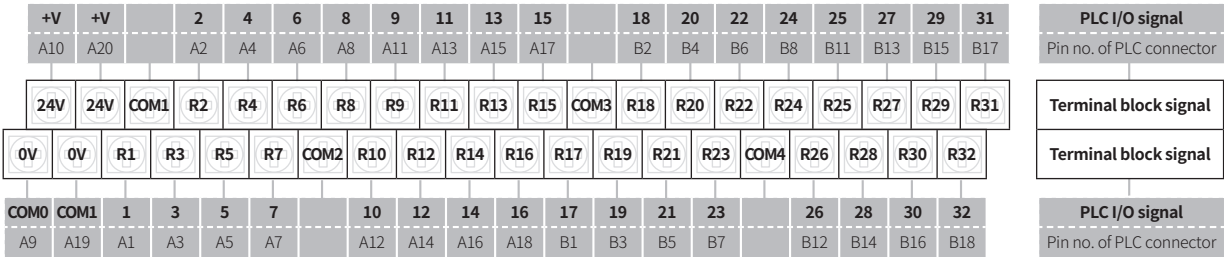 +V +V 2 4 6 8 9 11 13 15 18 20 22 24 25 27 29 31 PLC I/O signal
A10 A20 A2 A4 A6 A8 A11 A13 A15 A17 B2 B4 B6 B8 B11 B13 B15 B17 Pin no. of PLC connector
24V 24V COM1 R2 R4 R6 R8 R9 R11 R13 R15 COM3 R18 R20 R22 R24 R25 R27 R29 R31 Terminal block signal
0V 0V R1 R3 R5 R7 COM2 R10 R12 R14 R16 R17 R19 R21 R23 COM4 R26 R28 R30 R32 Terminal block signal
COM0 COM1 1 3 5 7 10 12 14 16 17 19 21 23 26 28 30 32 PLC I/O signal
A9 A19 A1 A3 A5 A7 A12 A14 A16 A18 B1 B3 B5 B7 B12 B14 B16 B18 Pin no. of PLC connector